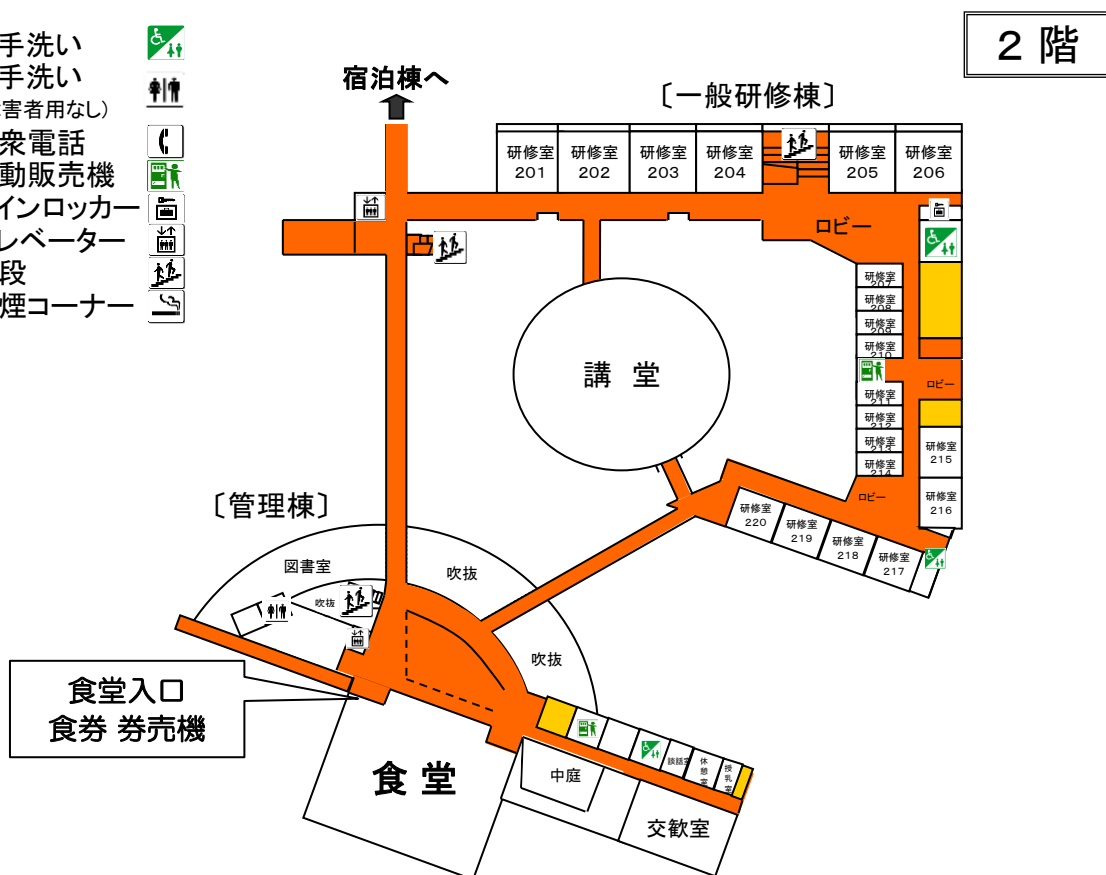 ２ 階
手洗い
手洗い
害者用なし）
衆電話
動販売機
インロッカー
レベーター
段
煙コーナー
宿泊棟へ
〔一般研修棟〕
研修室
201
研修室
202
研修室
203
研修室
204
研修室
205
研修室
206
ロビー
研修室
207
研修室
208
研修室
209
研修室
210
ロビー
研修室
211
研修室
212
研修室
213
研修室
214
研修室
215
研修室
216
ロビー
研修室
217
研修室
218
研修室
219
研修室
220
講 堂
〔管理棟〕
図書室
吹抜
吹抜
吹抜
食堂入口
食券 券売機
食 堂
中庭
談話室
休
憩
室
授
乳
室
交歓室